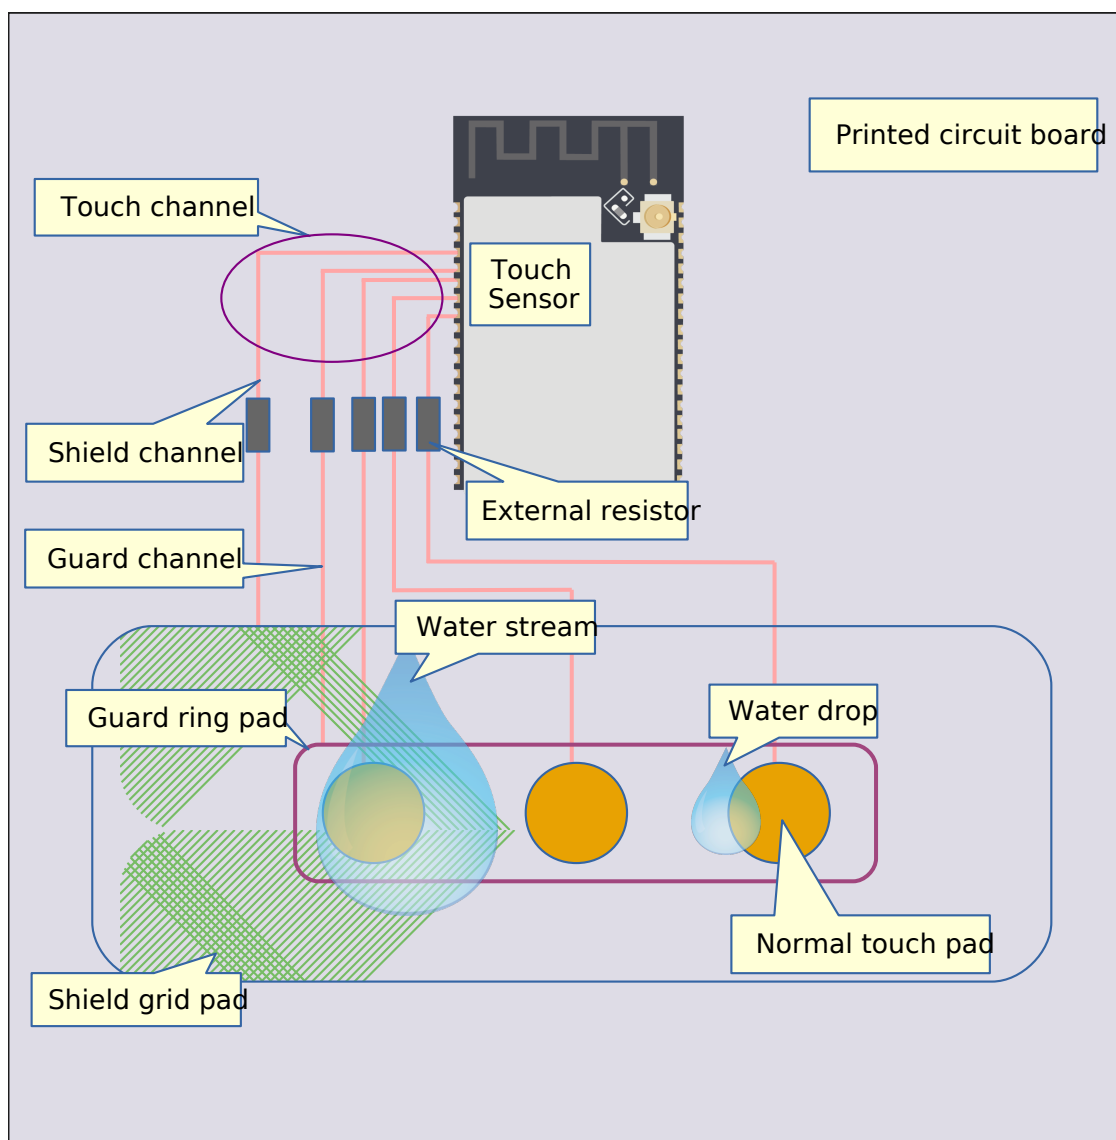 Printed circuit board
Touch channel
Touch
Sensor
Shield channel
External resistor
Guard channel
Water stream
Guard ring pad
Water drop
Normal touch pad
Shield grid pad